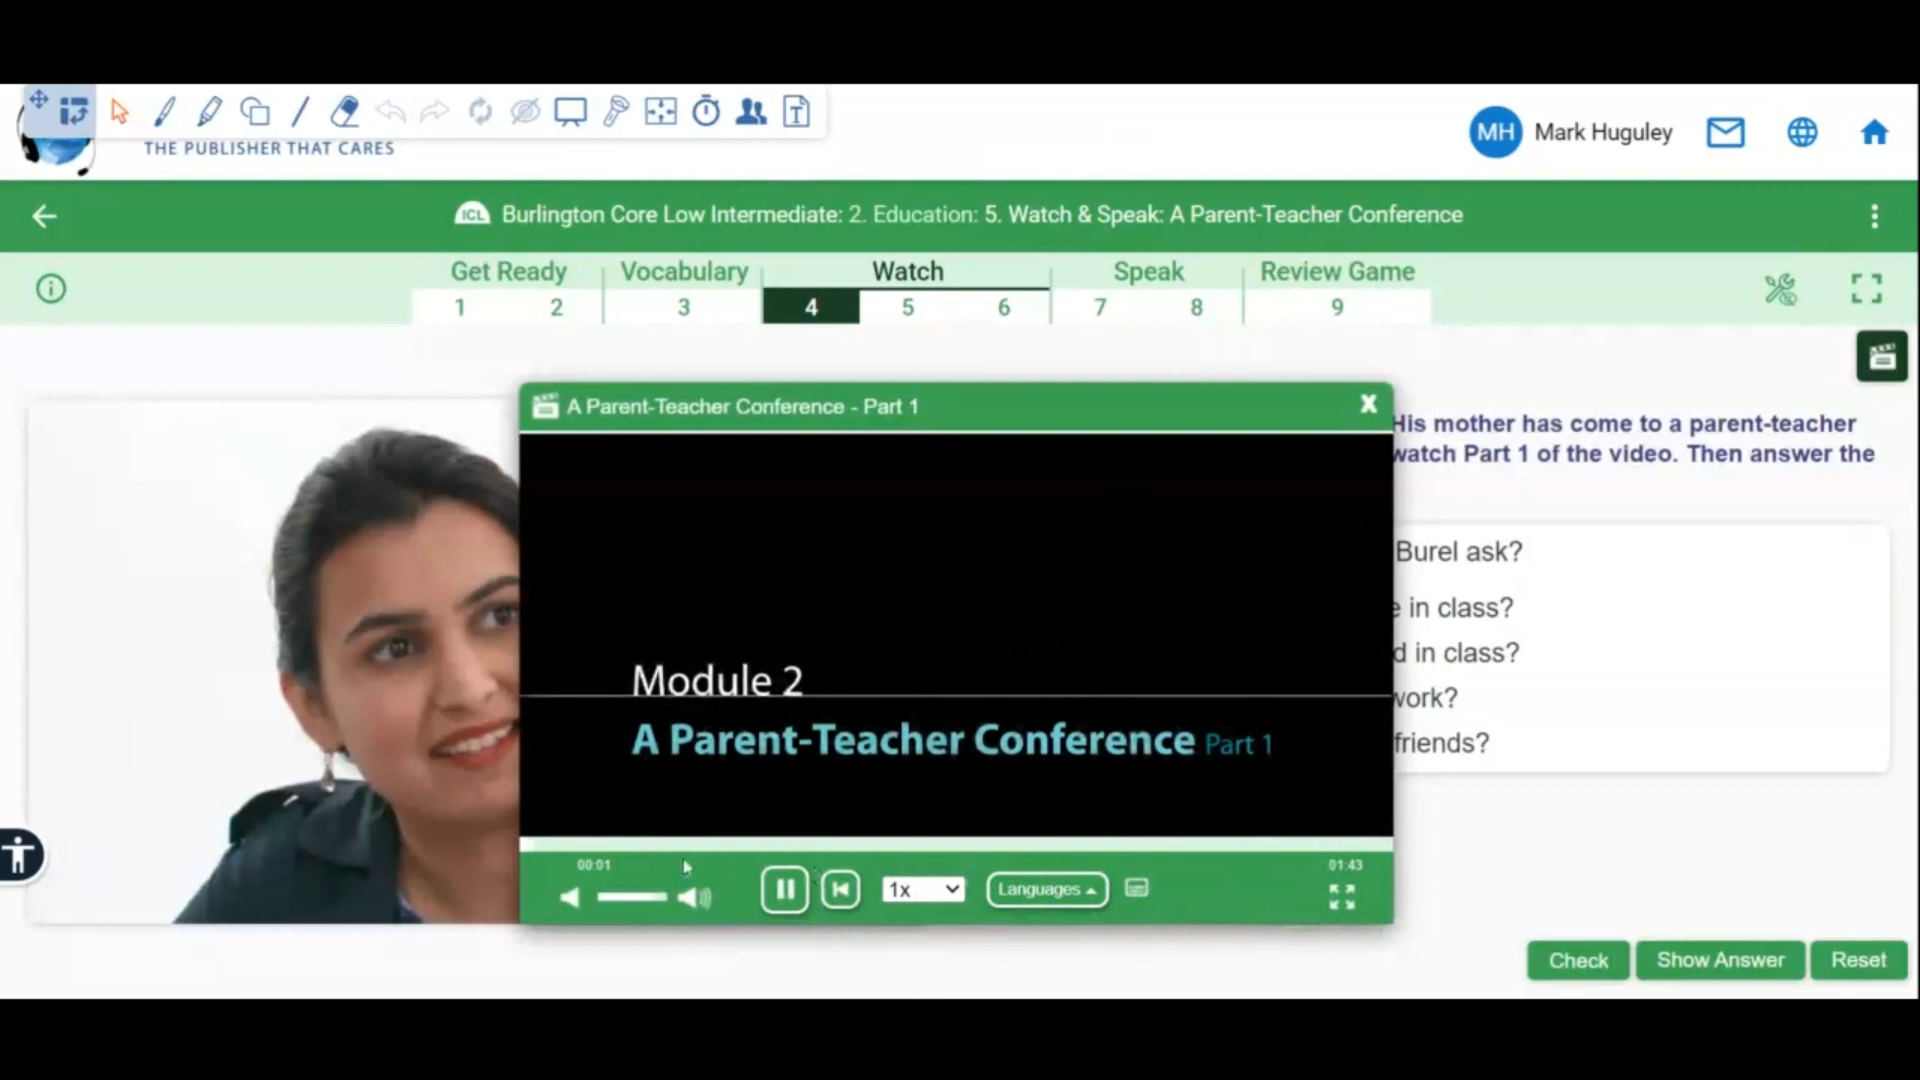 THE PUBLISHER THAT CARES
MH Mark Huguley
ICL Burlington Core Low Intermediate: 2. Education: 5. Watch & Speak: A Parent-Teacher Conference
Get Ready Vocabulary Watch Speak Review Game
1 2 3 4 5 6 7 8 9
A Parent-Teacher Conference - Part 1 X
His mother has come to a parent-teacher
watch Part 1 of the video. Then answer the
Burel ask?
in class?
in class?
friends?
Module 2
A Parent-Teacher Conference Part 1
00:01 01:43
1x Languages
Check Show Answer Reset